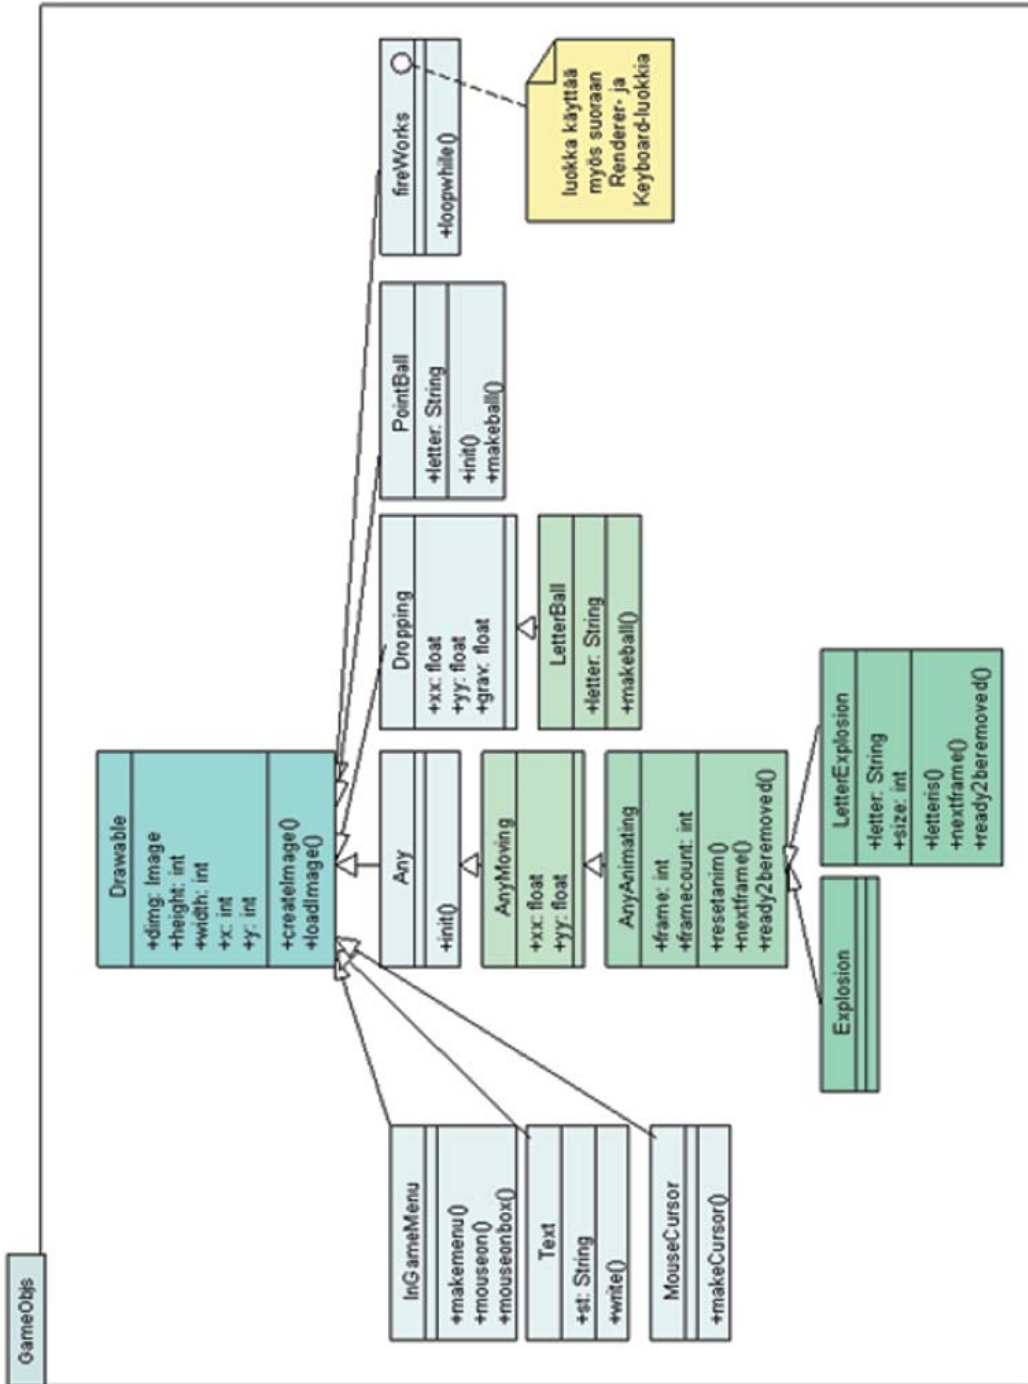 GameObjs
Drawable
+dimg: Image
+height: int
+width: int
+x: int
+y: int
+createImage()
+loadImage()
InGameMenu
+makemenu()
+mouseon()
+mouseonbox()
Text
+st: String
+write()
MouseCursor
+makeCursor()
Any
+init()
AnyMoving
+xx: float
+yy: float
AnyAnimating
+frame: int
+framecount: int
+resetanim()
+nextframe()
+ready2beremoved()
Explosion
LetterExplosion
+letter: String
+size: int
+letteris()
+nextframe()
+ready2beremoved()
Dropping
+xx: float
+yy: float
+grav: float
LetterBall
+letter: String
+makeball()
PointBall
+letter: String
+init()
+makeball()
fireWorks
+loopwhile()
luokka käyttää
myös suoraan
Renderer- ja
Keyboard-luokkia